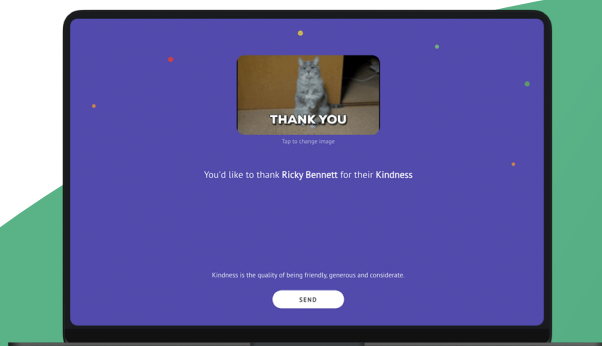 THANK YOU
Tap to change image
You'd like to thank Ricky Bennett for their Kindness
Kindness is the quality of being friendly, generous and considerate.
SEND